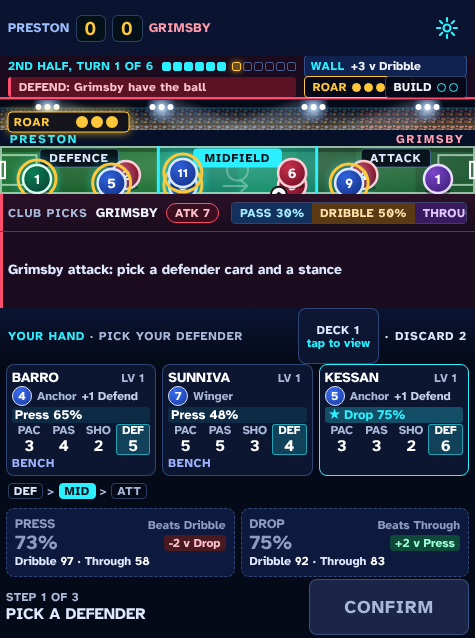 PRESTON 0 0 GRIMSBY
2ND HALF, TURN 1 OF 6
WALL +3 v Dribble
DEFEND: Grimsby have the ball
ROAR
BUILD
ROAR
PRESTON
GRIMSBY
DEFENCE
MIDFIELD
ATTACK
1
5
11
6
9
1
CLUB PICKS GRIMSBY ATK 7 PASS 30% DRIBBLE 50% THROU
Grimsby attack: pick a defender card and a stance
YOUR HAND · PICK YOUR DEFENDER
DECK 1
tap to view
· DISCARD 2
BARRO LV 1
4 Anchor +1 Defend
Press 65%
PAC PAS SHO DEF
3 4 2 5
BENCH
SUNNIVA LV 1
7 Winger
Press 48%
PAC PAS SHO DEF
5 5 3 4
BENCH
KESSAN LV 1
5 Anchor +1 Defend
★ Drop 75%
PAC PAS SHO DEF
3 3 2 6
DEF > MID > ATT
PRESS Beats Dribble
73% -2 v Drop
Dribble 97 · Through 58
DROP Beats Through
75% +2 v Press
Dribble 92 · Through 83
STEP 1 OF 3
PICK A DEFENDER
CONFIRM